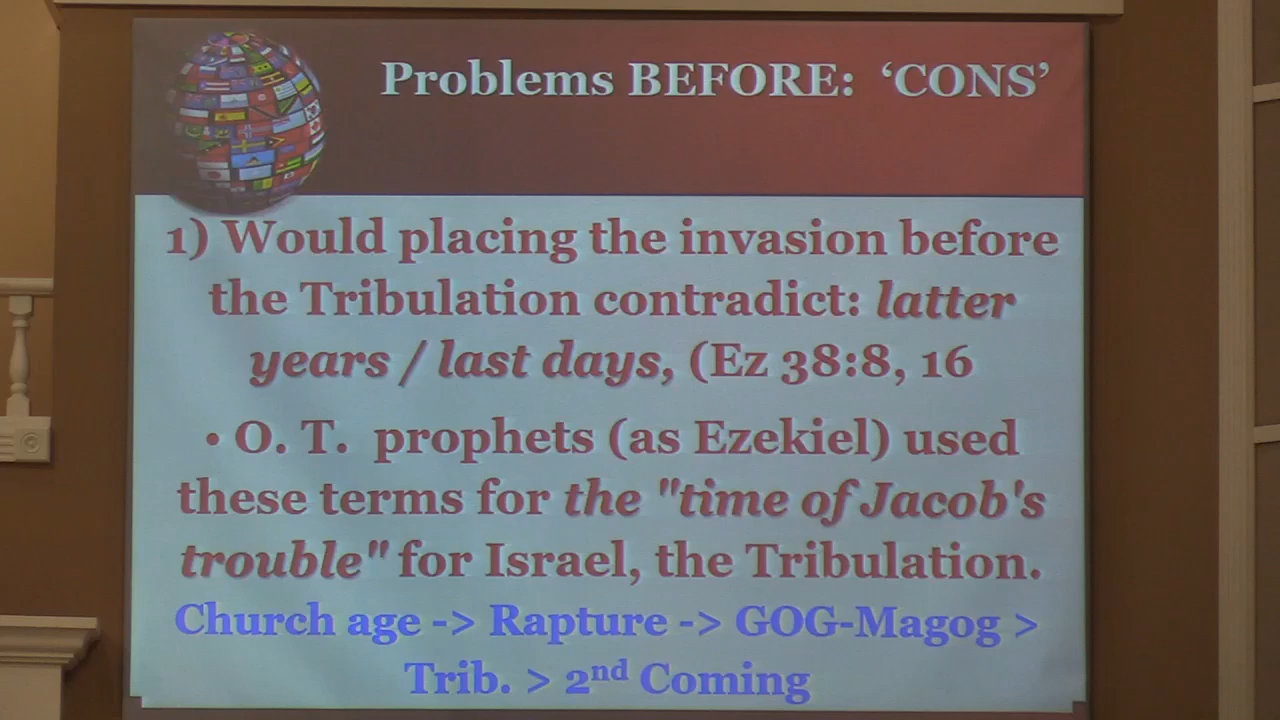 Problems BEFORE: ‘CONS’
1) Would placing the invasion before
the Tribulation contradict: latter
years / last days, (Ez 38:8, 16
• O. T. prophets (as Ezekiel) used
these terms for the "time of Jacob's
trouble" for Israel, the Tribulation.
Church age -> Rapture -> GOG-Magog >
Trib. > 2nd Coming